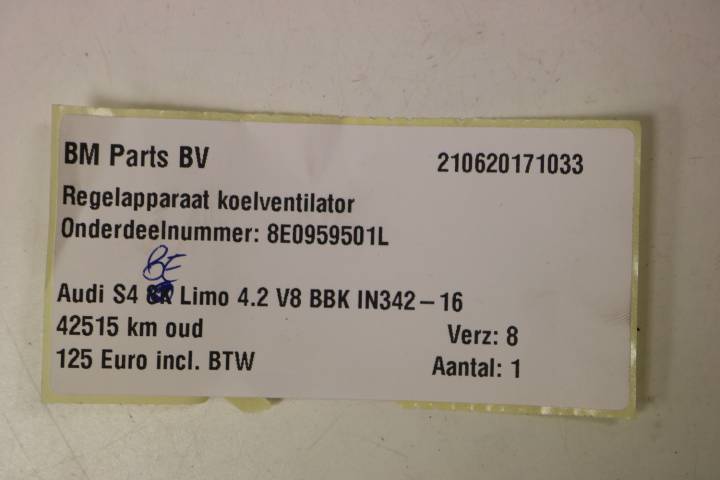 BM Parts BV 210620171033
Regelapparaat koelventilator
Onderdeelnummer: 8E0959501L
BE
Audi S4 Limo 4.2 V8 BBK IN342-16
42515 km oud Verz: 8
125 Euro incl. BTW Aantal: 1